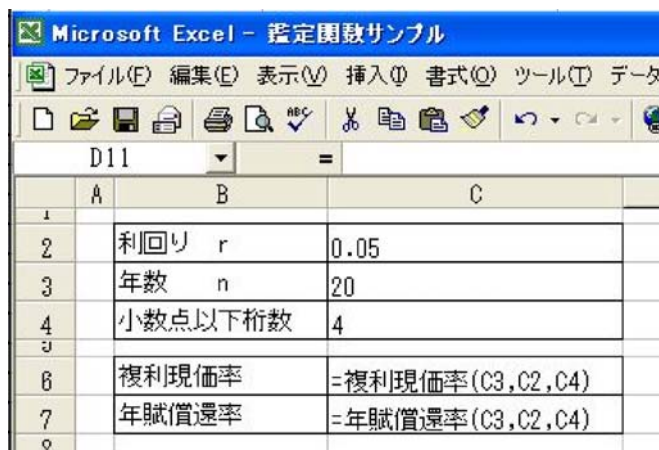 Microsoft Excel - 鑑定関数サンプル
ファイル(F) 編集(E) 表示(V) 挿入(I) 書式(O) ツール(T) データ
ABC
D11 =
A B C
1
2 利回り r 0.05
3 年数 n 20
4 小数点以下桁数 4
5
6 複利現価率 =複利現価率(C3,C2,C4)
7 年賦償還率 =年賦償還率(C3,C2,C4)
8